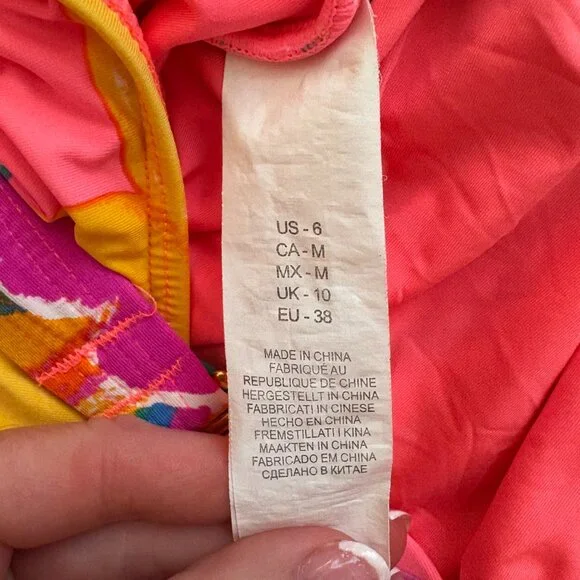 US - 6
CA - M
MX - M
UK - 10
EU - 38
MADE IN CHINA
FABRIQUÉ AU
REPUBLIQUE DE CHINE
HERGESTELLT IN CHINA
FABBRICATI IN CINESE
HECHO EN CHINA
FREMSTILLATI I KINA
MAAKTEN IN CHINA
FABRICADO EM CHINA
СДЕЛАНО В КИТАЕ